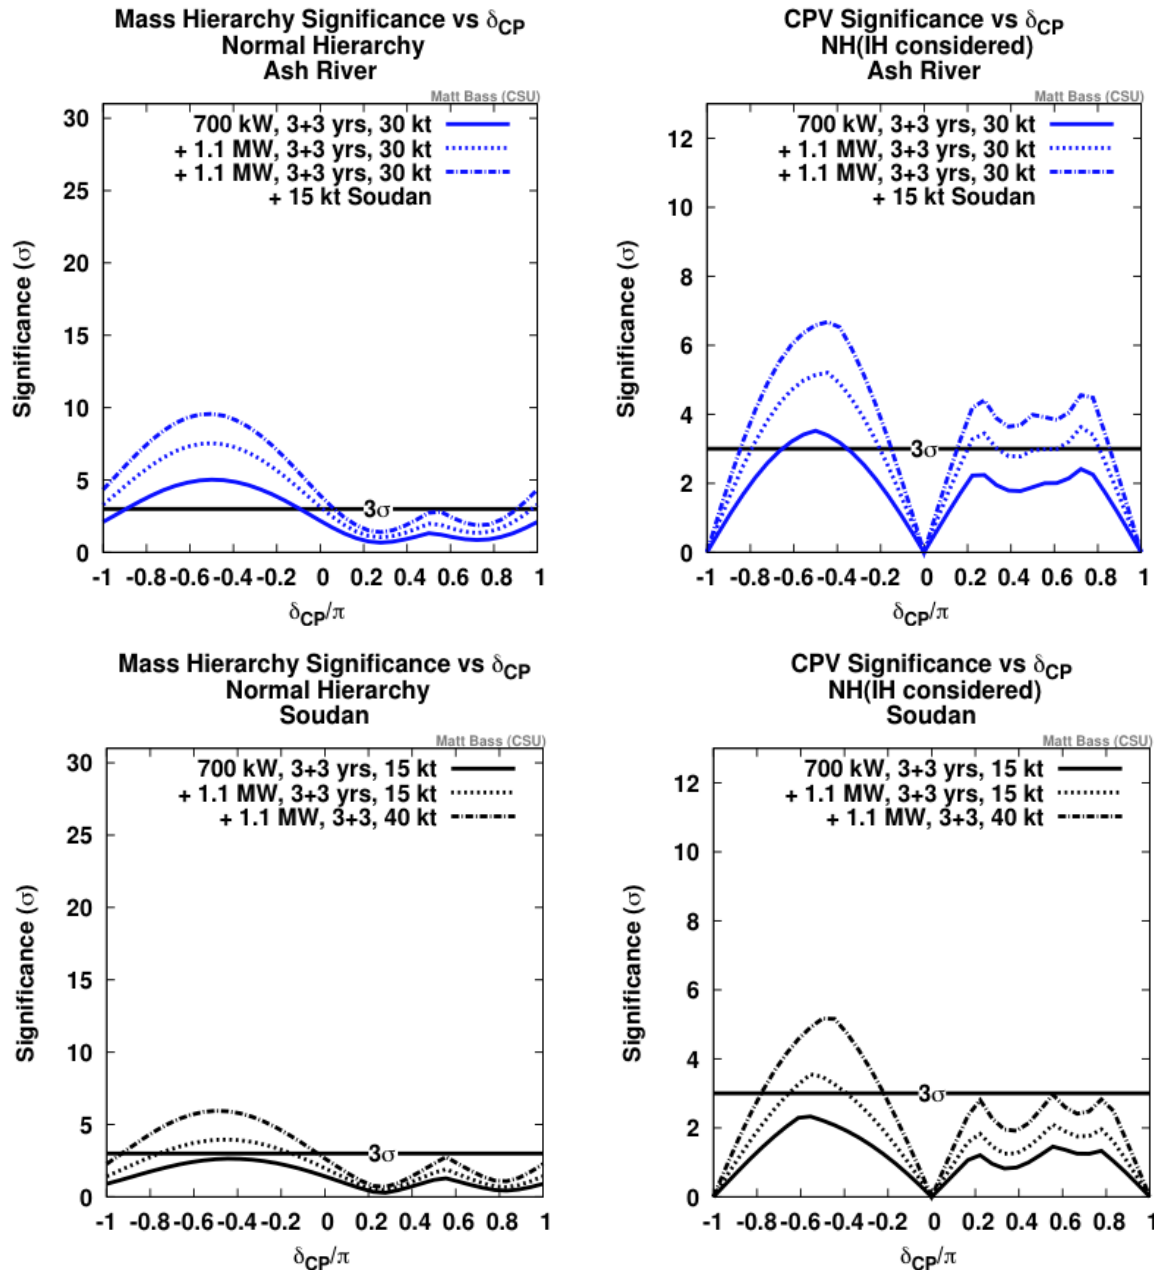 Mass Hierarchy Significance vs δCP
Normal Hierarchy
Ash River
Matt Bass (CSU)
700 kW, 3+3 yrs, 30 kt
+ 1.1 MW, 3+3 yrs, 30 kt
+ 1.1 MW, 3+3 yrs, 30 kt
+ 15 kt Soudan
Significance (σ)
30
25
20
15
10
5
0
3σ
-1 -0.8 -0.6 -0.4 -0.2 0 0.2 0.4 0.6 0.8 1
δCP/π
CPV Significance vs δCP
NH(IH considered)
Ash River
Matt Bass (CSU)
700 kW, 3+3 yrs, 30 kt
+ 1.1 MW, 3+3 yrs, 30 kt
+ 1.1 MW, 3+3 yrs, 30 kt
+ 15 kt Soudan
Significance (σ)
12
10
8
6
4
2
0
3σ
-1 -0.8 -0.6 -0.4 -0.2 0 0.2 0.4 0.6 0.8 1
δCP/π
Mass Hierarchy Significance vs δCP
Normal Hierarchy
Soudan
Matt Bass (CSU)
700 kW, 3+3 yrs, 15 kt
+ 1.1 MW, 3+3 yrs, 15 kt
+ 1.1 MW, 3+3, 40 kt
Significance (σ)
30
25
20
15
10
5
0
3σ
-1 -0.8 -0.6 -0.4 -0.2 0 0.2 0.4 0.6 0.8 1
δCP/π
CPV Significance vs δCP
NH(IH considered)
Soudan
Matt Bass (CSU)
700 kW, 3+3 yrs, 15 kt
+ 1.1 MW, 3+3 yrs, 15 kt
+ 1.1 MW, 3+3, 40 kt
Significance (σ)
12
10
8
6
4
2
0
3σ
-1 -0.8 -0.6 -0.4 -0.2 0 0.2 0.4 0.6 0.8 1
δCP/π